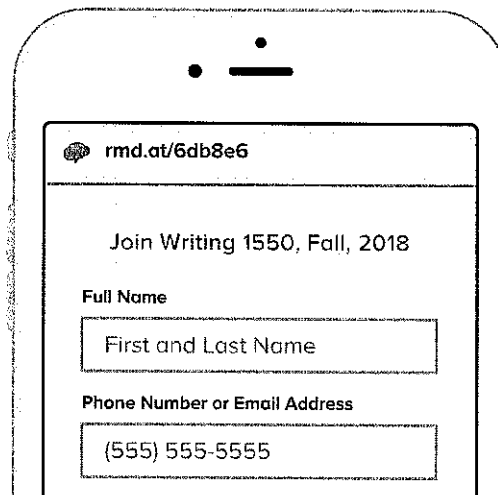 rmd.at/6db8e6
Join Writing 1550, Fall, 2018
Full Name
First and Last Name
Phone Number or Email Address
(555) 555-5555